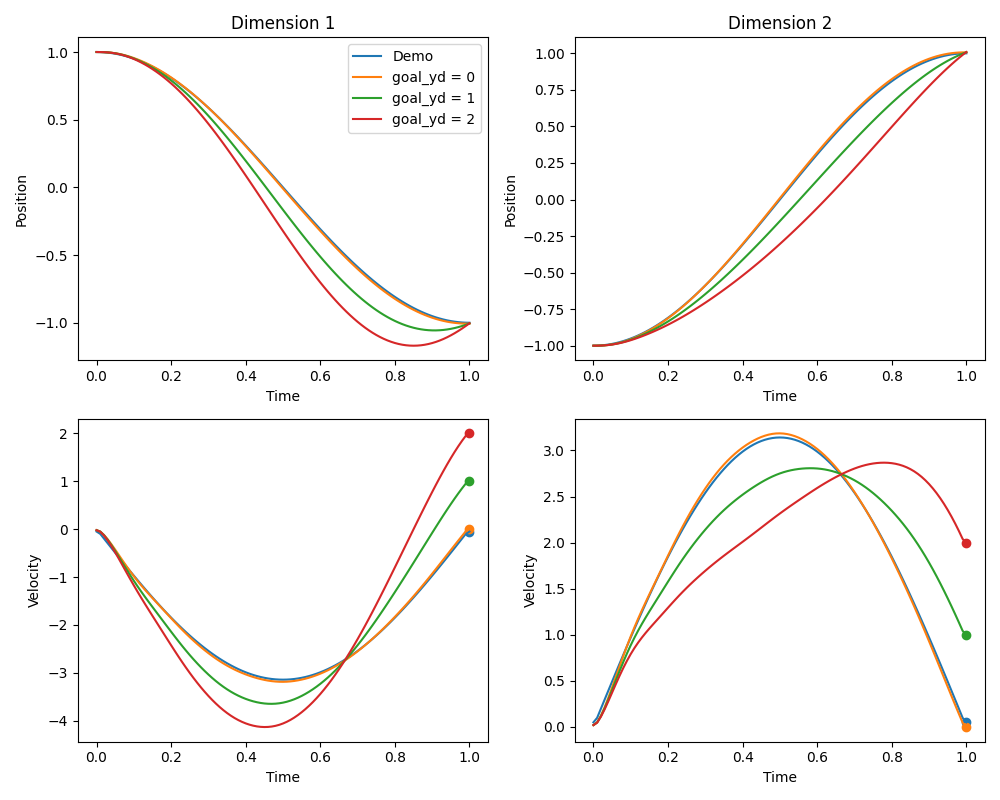 Dimension 1
Position
1.0
0.5
0.0
−0.5
−1.0
Demo
goal_yd = 0
goal_yd = 1
goal_yd = 2
0.0 0.2 0.4 0.6 0.8 1.0
Time
Dimension 2
Position
1.00
0.75
0.50
0.25
0.00
−0.25
−0.50
−0.75
−1.00
0.0 0.2 0.4 0.6 0.8 1.0
Time
Velocity
2
1
0
−1
−2
−3
−4
0.0 0.2 0.4 0.6 0.8 1.0
Time
Velocity
3.0
2.5
2.0
1.5
1.0
0.5
0.0
0.0 0.2 0.4 0.6 0.8 1.0
Time